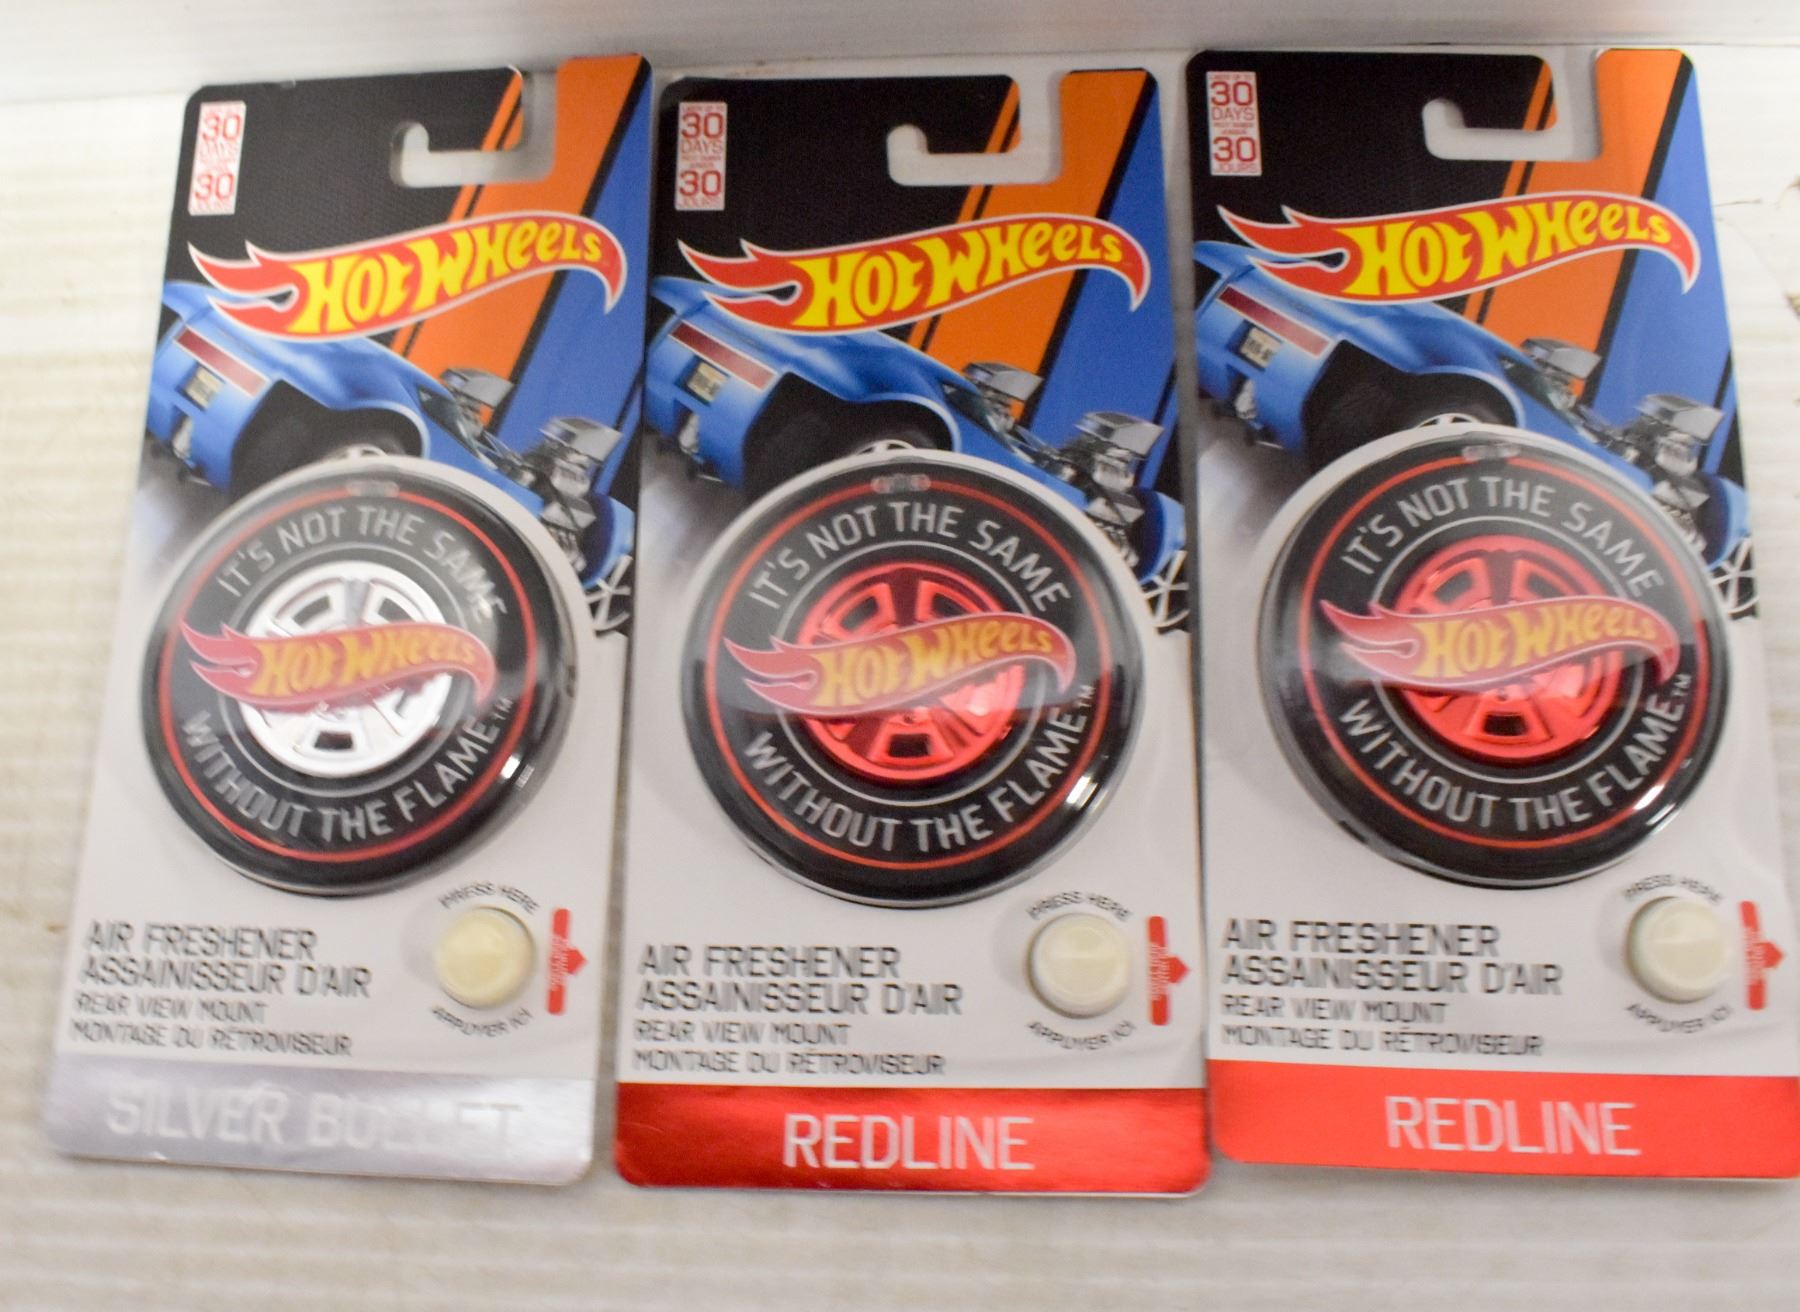 30
DAYS
30
JOURS
HOT WHEELS
IT'S NOT THE SAME
HOT WHEELS
WITHOUT THE FLAME™
PRESS HERE
APPUYER ICI
AIR FRESHENER
ASSAINISSEUR D'AIR
REAR VIEW MOUNT
MONTAGE DU RÉTROVISEUR
SILVER BULLET
30
DAYS
30
JOURS
HOT WHEELS
IT'S NOT THE SAME
HOT WHEELS
WITHOUT THE FLAME™
PRESS HERE
APPUYER ICI
AIR FRESHENER
ASSAINISSEUR D'AIR
REAR VIEW MOUNT
MONTAGE DU RÉTROVISEUR
REDLINE
30
DAYS
30
JOURS
HOT WHEELS
IT'S NOT THE SAME
HOT WHEELS
WITHOUT THE FLAME™
PRESS HERE
APPUYER ICI
AIR FRESHENER
ASSAINISSEUR D'AIR
REAR VIEW MOUNT
MONTAGE DU RÉTROVISEUR
REDLINE